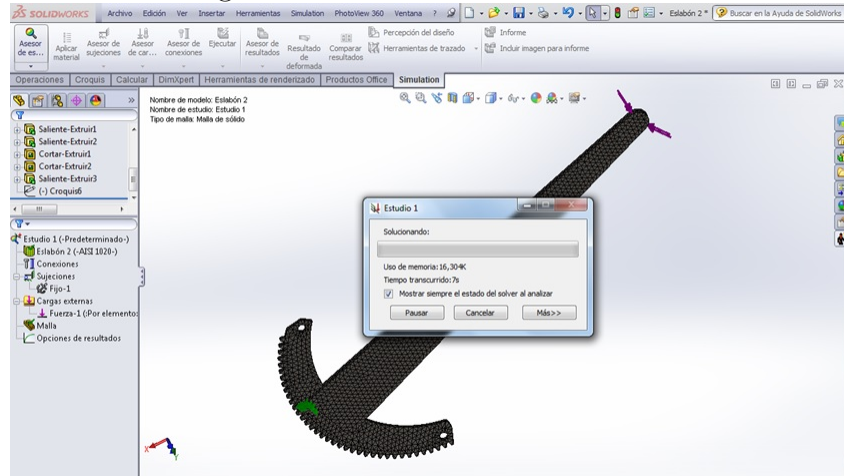 SOLIDWORKS Archivo Edición Ver Insertar Herramientas Simulation PhotoView 360 Ventana ? Eslabón 2 * Buscar en la Ayuda de SolidWorks
Asesor de es...
Aplicar material
Asesor de sujeciones
Asesor de car...
Asesor de conexiones
Ejecutar
Asesor de resultados
Resultado de deformada
Comparar resultados
Percepción del diseño
Herramientas de trazado
Informe
Incluir imagen para informe
Operaciones Croquis Calcular DimXpert Herramientas de renderizado Productos Office Simulation
Nombre de modelo: Eslabón 2
Nombre de estudio: Estudio 1
Tipo de malla: Malla de sólido
Saliente-Extruir1
Saliente-Extruir2
Cortar-Extruir1
Cortar-Extruir2
Saliente-Extruir3
(-) Croquis6
Estudio 1 (-Predeterminado-)
Eslabón 2 (-AISI 1020-)
Conexiones
Sujeciones
Fijo-1
Cargas externas
Fuerza-1 (:Por elemento:
Malla
Opciones de resultados
Estudio 1
Solucionando:
Uso de memoria:16,304K
Tiempo transcurrido:7s
Mostrar siempre el estado del solver al analizar
Pausar Cancelar Más>>